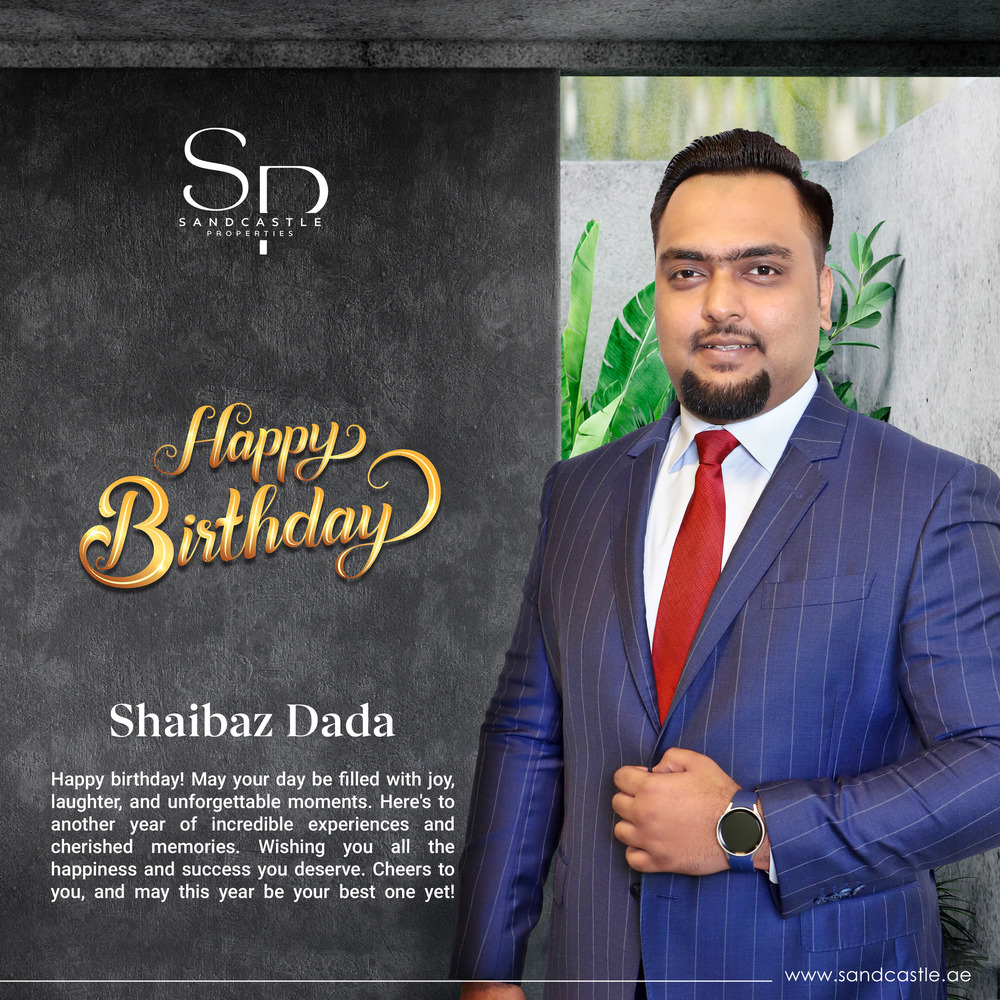 SP
SANDCASTLE
PROPERTIES
Happy
Birthday
Shaibaz Dada
Happy birthday! May your day be filled with joy,
laughter, and unforgettable moments. Here's to
another year of incredible experiences and
cherished memories. Wishing you all the
happiness and success you deserve. Cheers to
you, and may this year be your best one yet!
www.sandcastle.ae